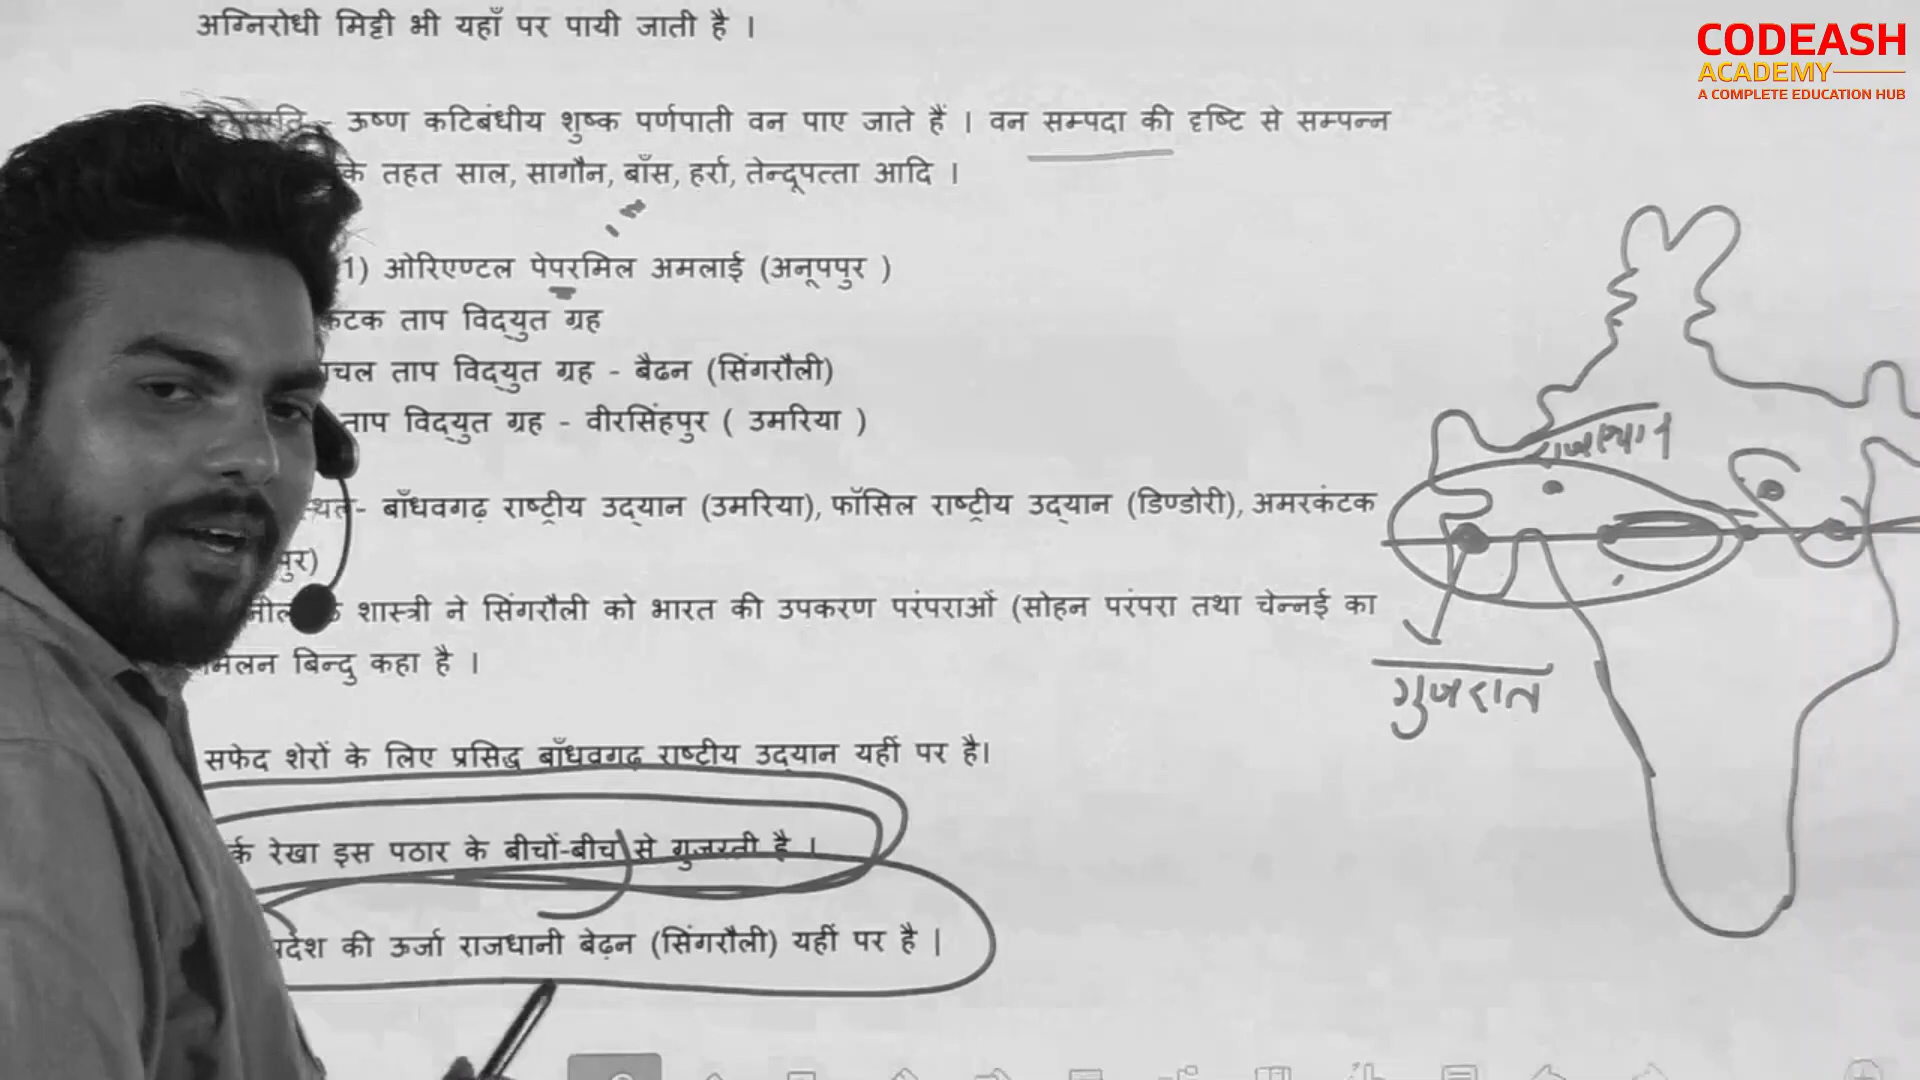 अग्निरोधी मिट्टी भी यहाँ पर पायी जाती है ।
CODEASH
ACADEMY
A COMPLETE EDUCATION HUB
- ऊष्ण कटिबंधीय शुष्क पर्णपाती वन पाए जाते हैं । वन सम्पदा की दृष्टि से सम्पन्न
के तहत साल, सागौन, बाँस, हर्रा, तेन्दूपत्ता आदि ।
1) ओरिएण्टल पेपरमिल अमलाई (अनूपपुर )
ताप विद्युत ग्रह
ताप विद्युत ग्रह - बैढन (सिंगरौली)
ताप विद्युत ग्रह - वीरसिंहपुर ( उमरिया )
राजस्थान
- बाँधवगढ़ राष्ट्रीय उद्यान (उमरिया), फॉसिल राष्ट्रीय उद्यान (डिण्डोरी), अमरकंटक
शास्त्री ने सिंगरौली को भारत की उपकरण परंपराओं (सोहन परंपरा तथा चेन्नई का
मिलन बिन्दु कहा है ।
गुजरात
सफेद शेरों के लिए प्रसिद्ध बाँधवगढ़ राष्टीय उद्यान यहीं पर है।
रेखा इस पठार के बीचों-बीच से गुजरती है ।
की ऊर्जा राजधानी बेढ़न (सिंगरौली) यहीं पर है |